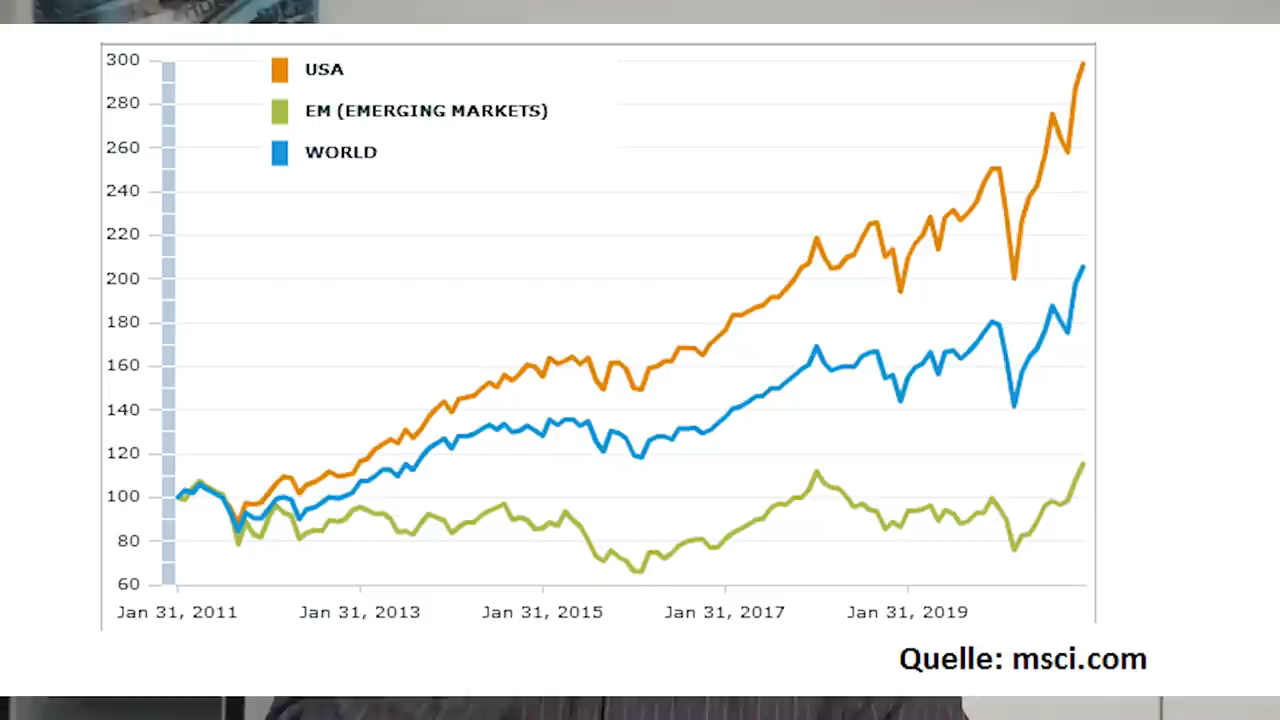 300
USA
280
EM (EMERGING MARKETS)
260
WORLD
240
220
200
180
160
140
120
100
80
60
Jan 31, 2011 Jan 31, 2013 Jan 31, 2015 Jan 31, 2017 Jan 31, 2019
Quelle: msci.com